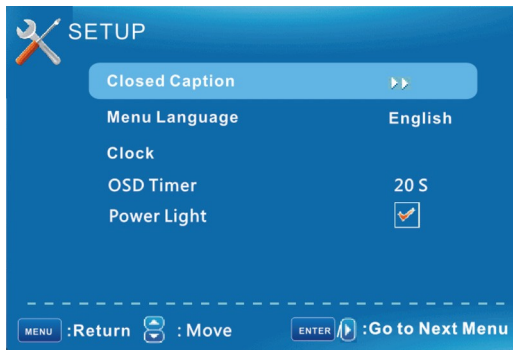 SETUP
Closed Caption
Menu Language English
Clock
OSD Timer 20 S
Power Light
MENU :Return : Move ENTER / :Go to Next Menu